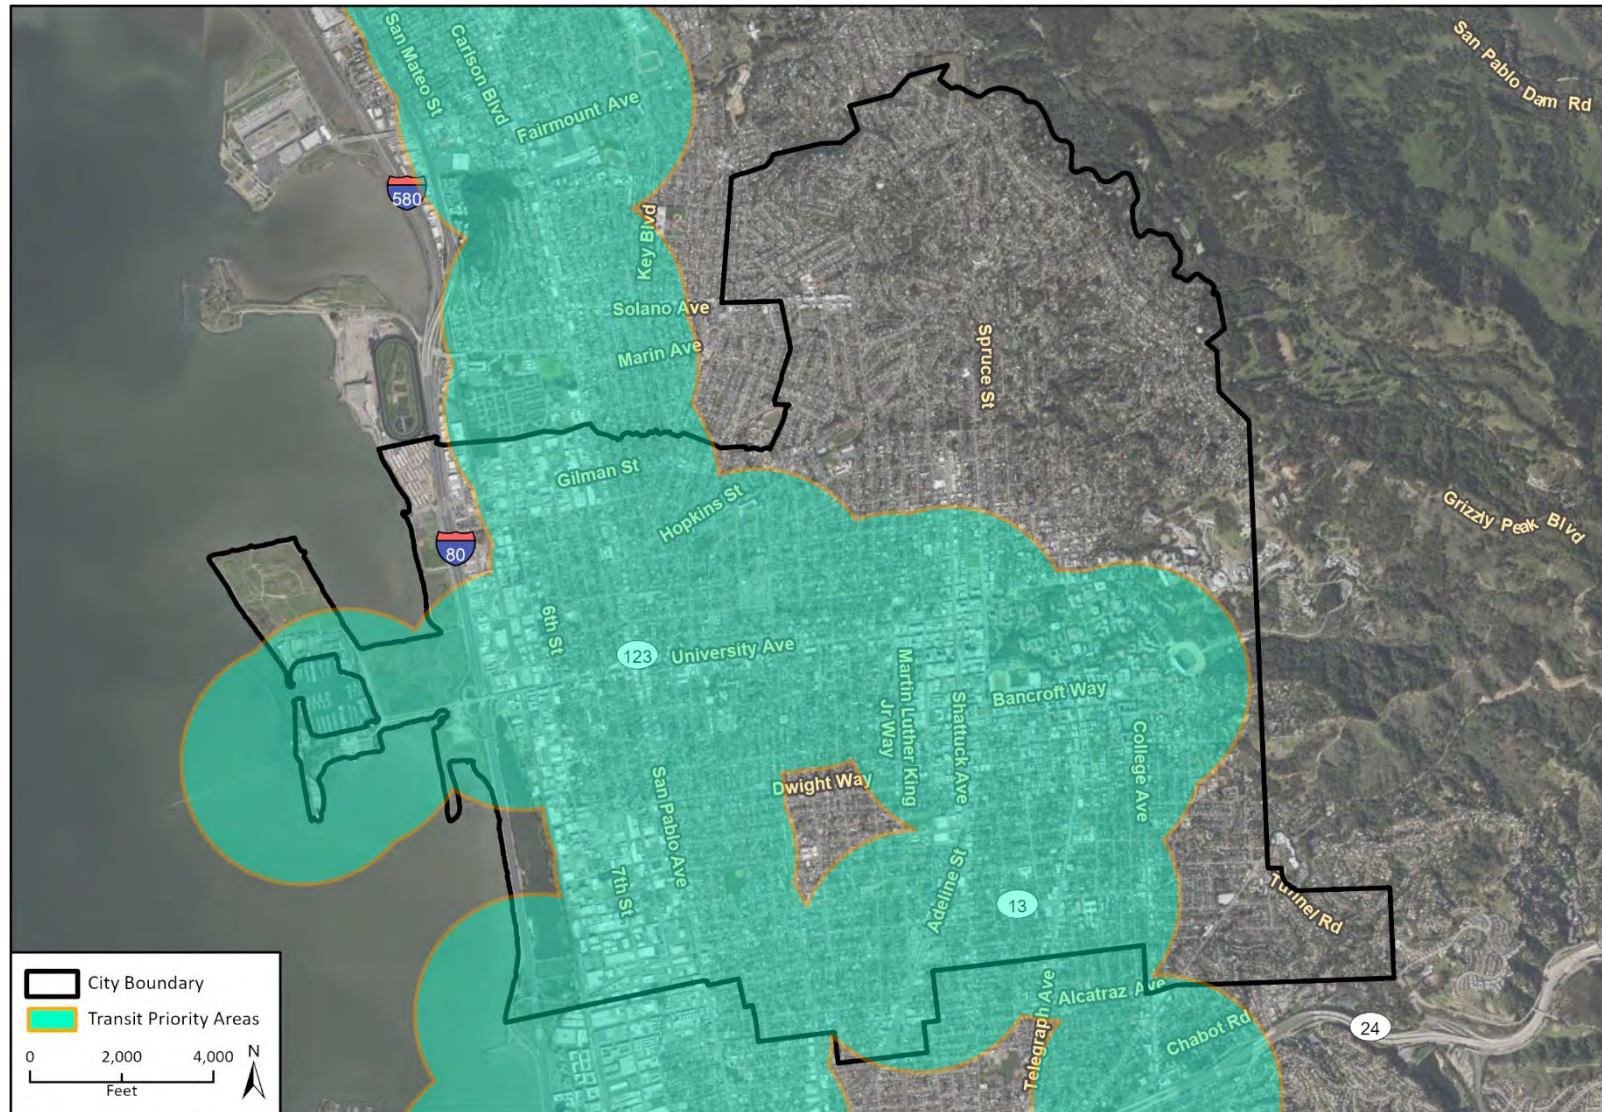 San Mateo St
Carlson Blvd
Fairmount Ave
San Pablo Dam Rd
580
Key Blvd
Solano Ave
Marin Ave
Spruce St
Gilman St
Hopkins St
Grizzly Peak Blvd
80
6th St
123
University Ave
Martin Luther King
Jr Way
Shattuck Ave
Bancroft Way
College Ave
Dwight Way
San Pablo Ave
7th St
Adeline St
13
Tunnel Rd
Telegraph Ave
Alcatraz Ave
Chabot Rd
24
City Boundary
Transit Priority Areas
0 2,000 4,000
Feet
N